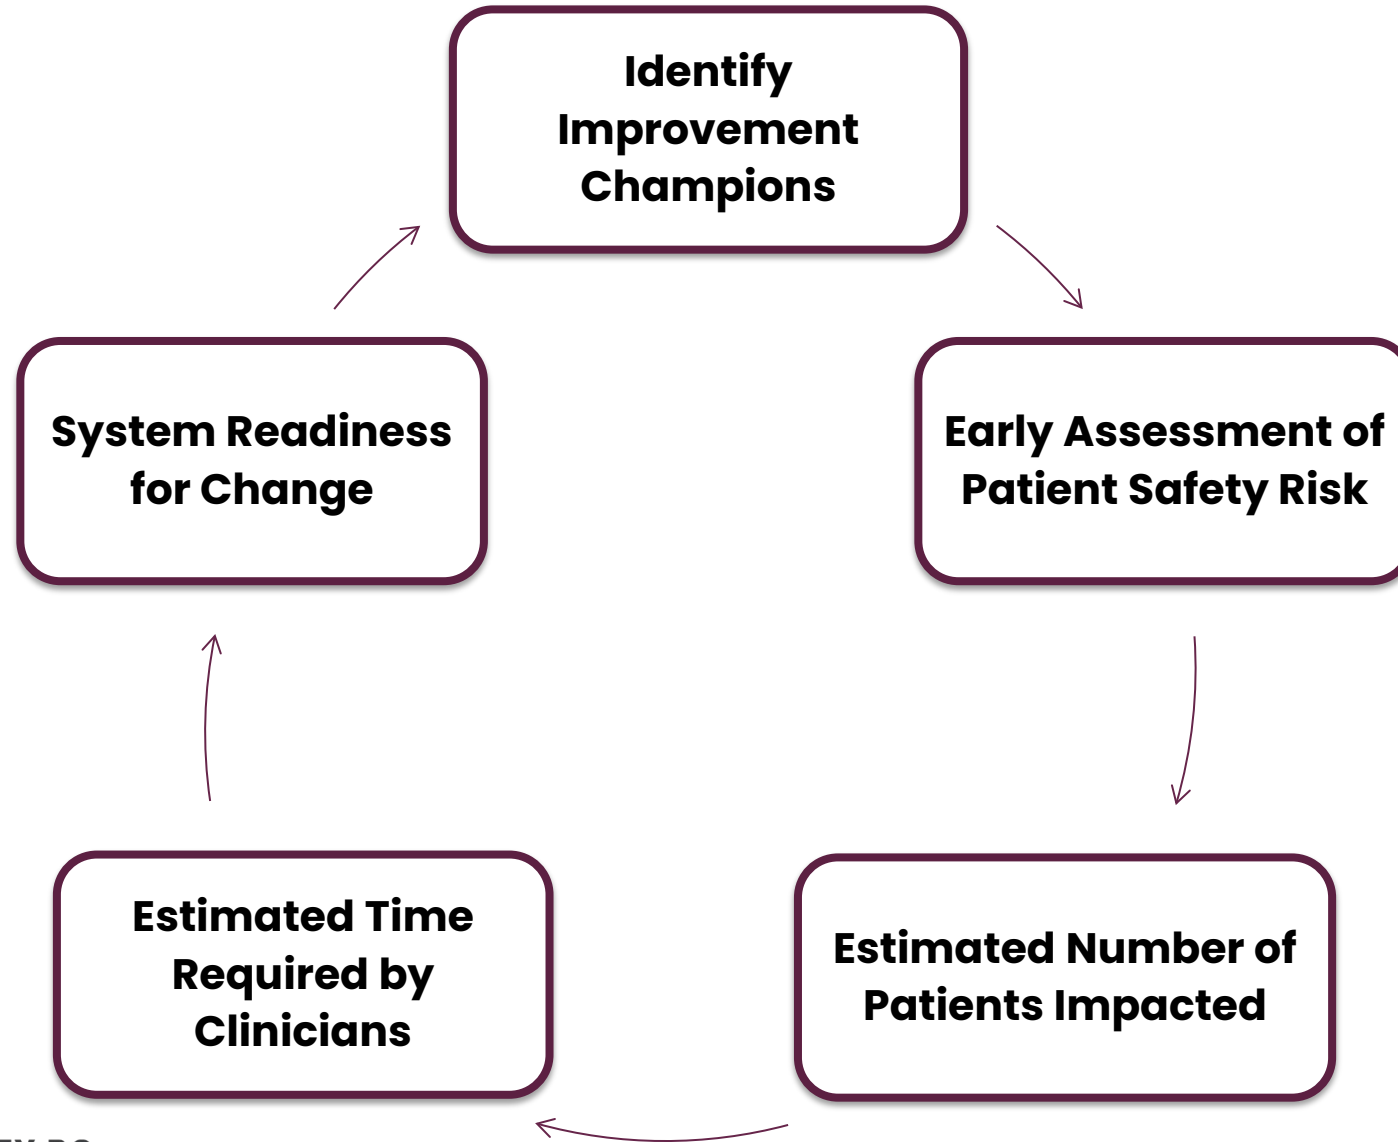 Identify
Improvement
Champions
System Readiness
for Change
Early Assessment of
Patient Safety Risk
Estimated Time
Required by
Clinicians
Estimated Number of
Patients Impacted